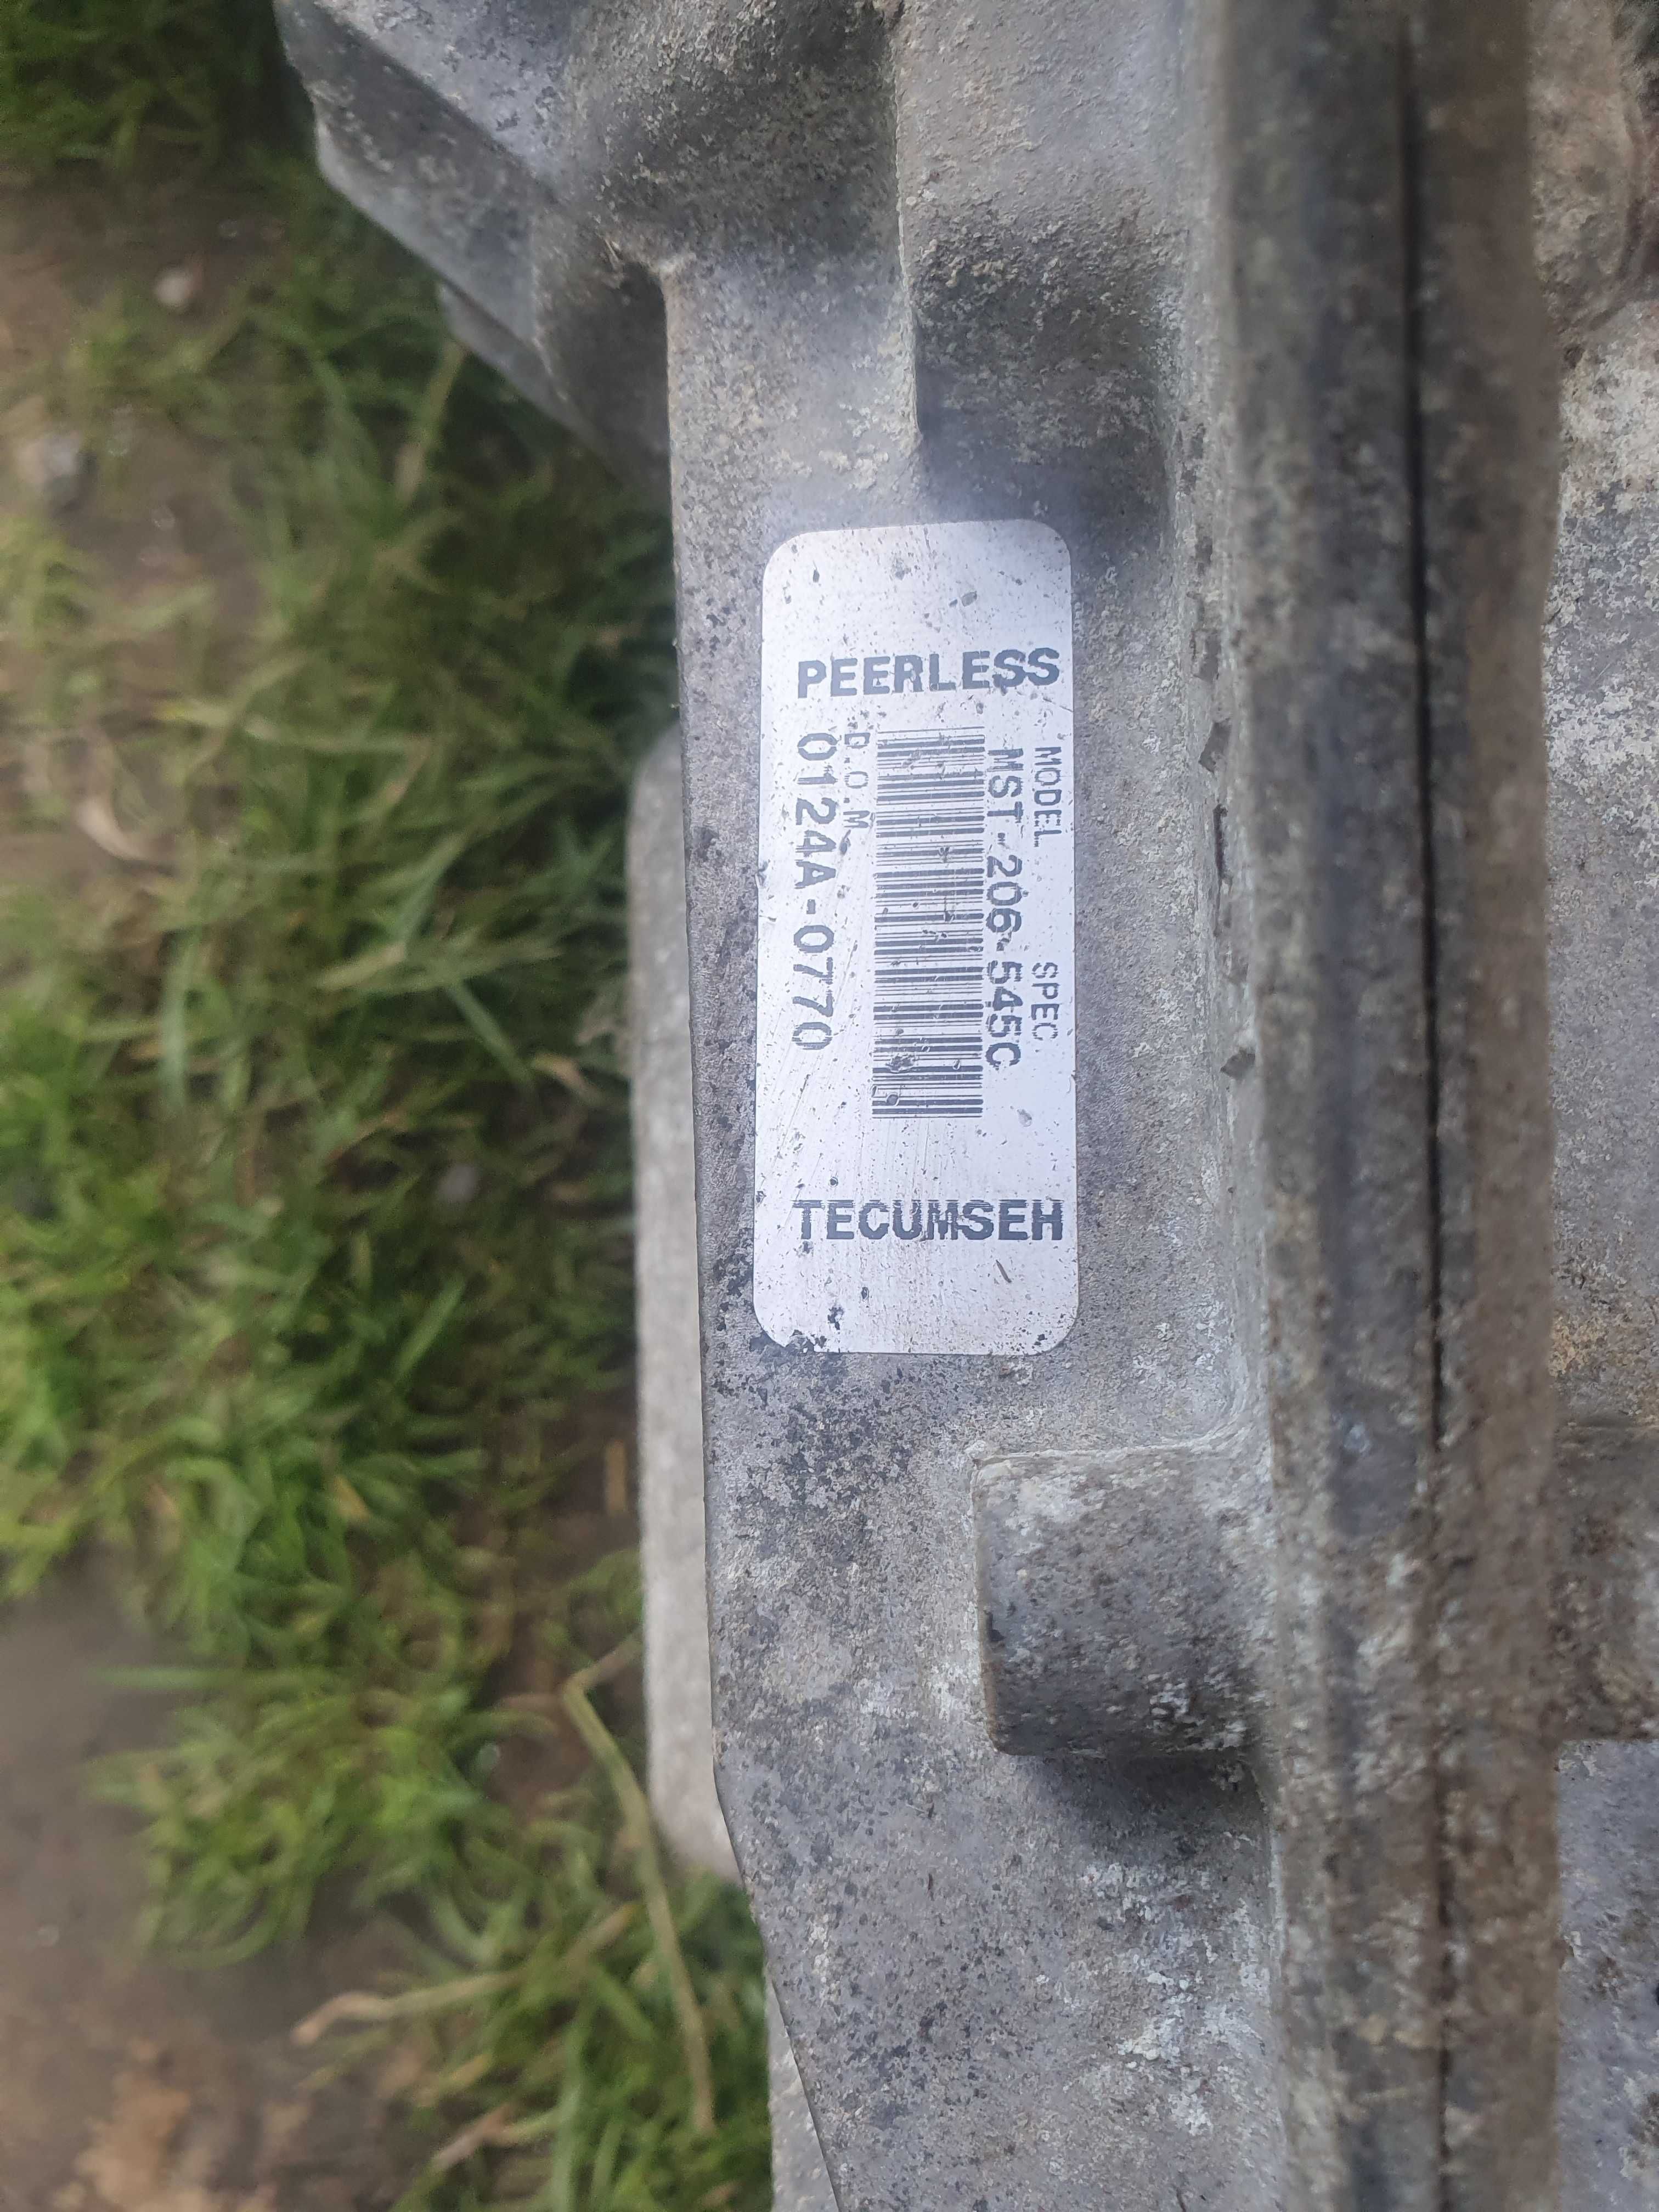 PEERLESS
MODEL SPEC
MST-206-545C
D.O.M
0124A-0770
TECUMSEH